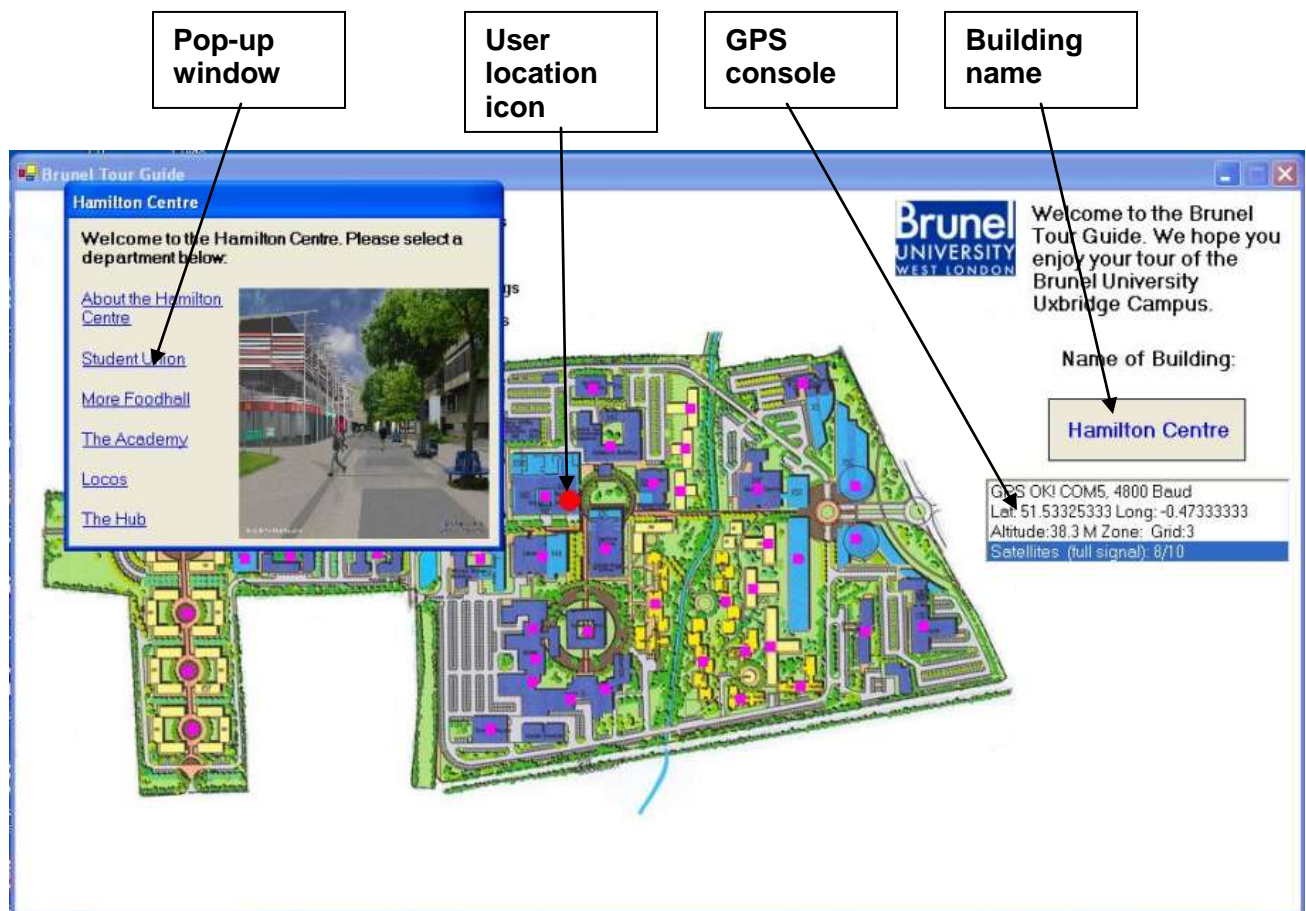 Pop-up
window
User
location
icon
GPS
console
Building
name
Brunel Tour Guide
Hamilton Centre
Welcome to the Hamilton Centre. Please select a
department below:
About the Hamilton
Centre
Student Union
More Foodhall
The Academy
Locos
The Hub
Brunel
UNIVERSITY
WEST LONDON
Welcome to the Brunel
Tour Guide. We hope you
enjoy your tour of the
Brunel University
Uxbridge Campus.
Name of Building:
Hamilton Centre
GPS OK! COM5, 4800 Baud
Lat: 51.53325333 Long: -0.47333333
Altitude:38.3 M Zone: Grid:3
Satellites (full signal): 8/10